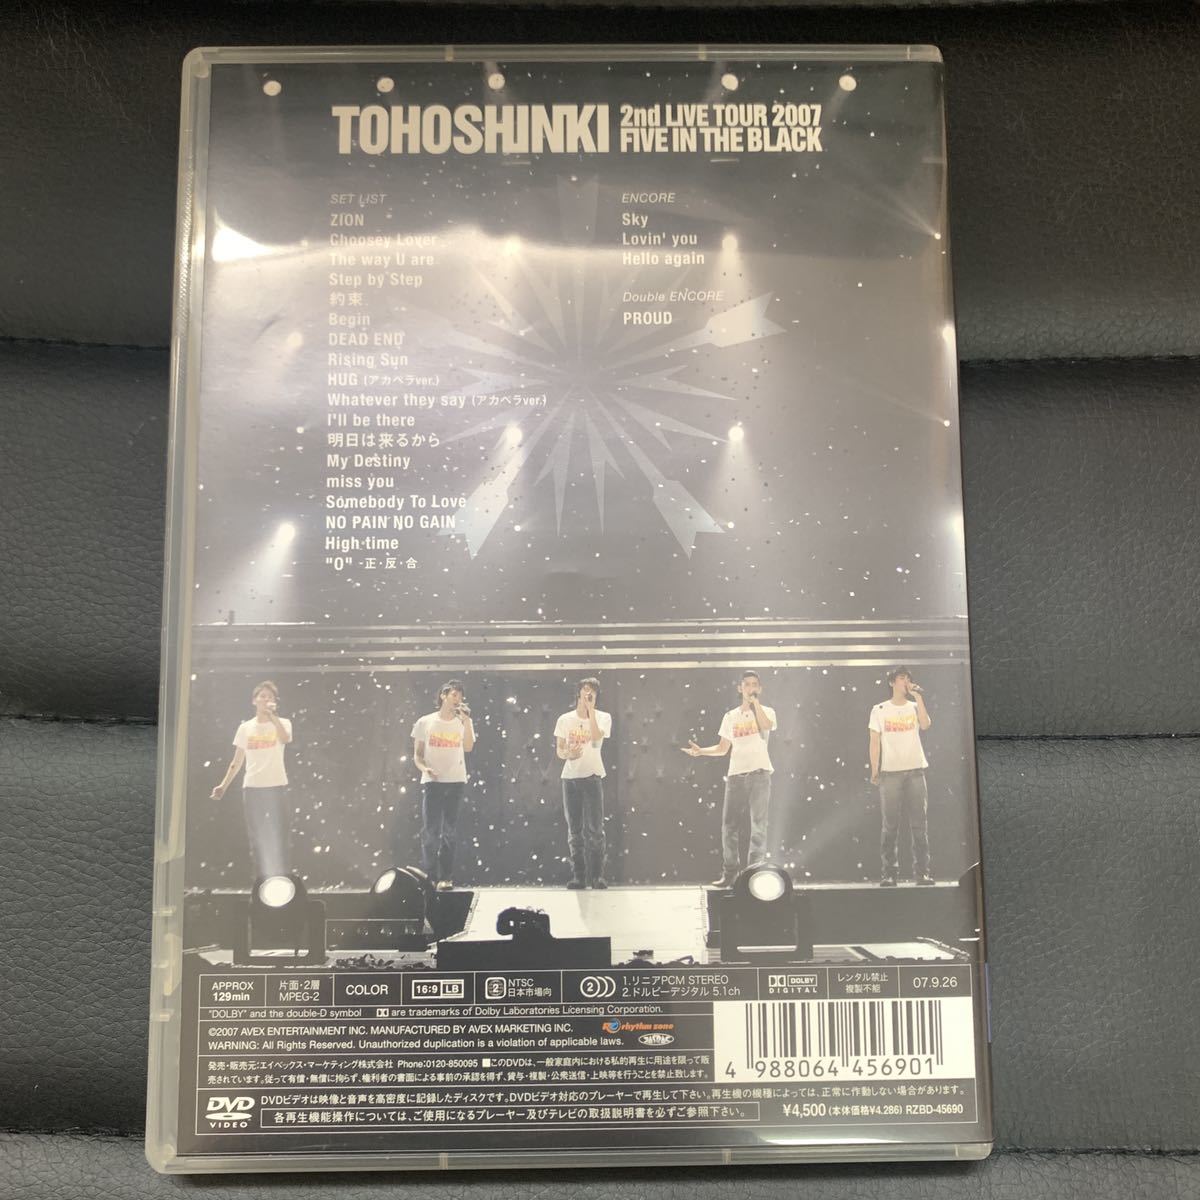 TOHOSHINKI 2nd LIVE TOUR 2007
FIVE IN THE BLACK
SET LIST
ZION
Choosey Lover
The way U are
Step by Step
約束
Begin
DEAD END
Rising Sun
HUG (アカペラver.)
Whatever they say (アカペラver.)
I'll be there
明日は来るから
My Destiny
miss you
Somebody To Love
NO PAIN NO GAIN
High time
"O" -正・反・合
ENCORE
Sky
Lovin' you
Hello again
Double ENCORE
PROUD
APPROX
129min
片面・2層
MPEG-2
COLOR
16:9 LB
2
NTSC
日本市場向
2
1.リニアPCM STEREO
2.ドルビーデジタル 5.1ch
DOLBY
DIGITAL
レンタル禁止
複製不能
07.9.26
"DOLBY" and the double-D symbol are trademarks of Dolby Laboratories Licensing Corporation.
©2007 AVEX ENTERTAINMENT INC. MANUFACTURED BY AVEX MARKETING INC.
rhythm zone
WARNING: All Rights Reserved. Unauthorized duplication is a violation of applicable laws.
発売・販売元:エイベックス・マーケティング株式会社 Phone:0120-850095 ■このDVDは、一般家庭内における私的再生に用途を限って販
売されています。従って有償・無償に拘らず、権利者の書面による事前の承諾を得ず、貸与・複製・公衆送信・上映等を行うことを禁止致します。
4 988064 456901
DVD
VIDEO
DVDビデオは映像と音声を高密度に記録したディスクです。DVDビデオ対応のプレーヤーで再生して下さい。再生機の機種によっては、正常に動作しない場合があります。
各再生機能操作については、ご使用になるプレーヤー及びテレビの取扱説明書を必ずご参照下さい。
¥4,500 (本体価格¥4,286) RZBD-45690